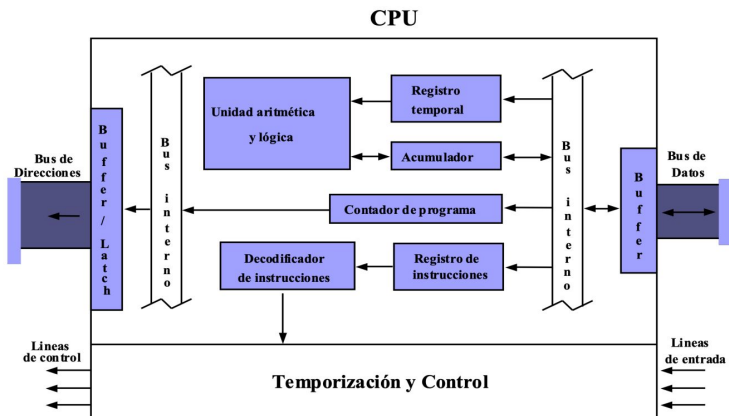 CPU
Registro
temporal
Unidad aritmética
y lógica
Acumulador
Bus de
Direcciones
Buffer / Latch
Bus interno
Contador de programa
Bus interno
Buffer
Bus de
Datos
Decodificador
de instrucciones
Registro de
instrucciones
Lineas
de control
Temporización y Control
Lineas
de entrada